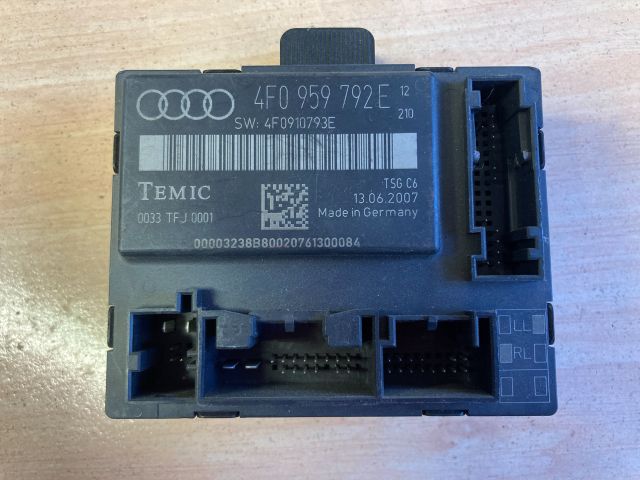 4F0 959 792E
12
210
SW: 4F0910793E
TEMIC
0033 TFJ 0001
TSG C6
13.06.2007
Made in Germany
00003238B80020761300084
LL
RL